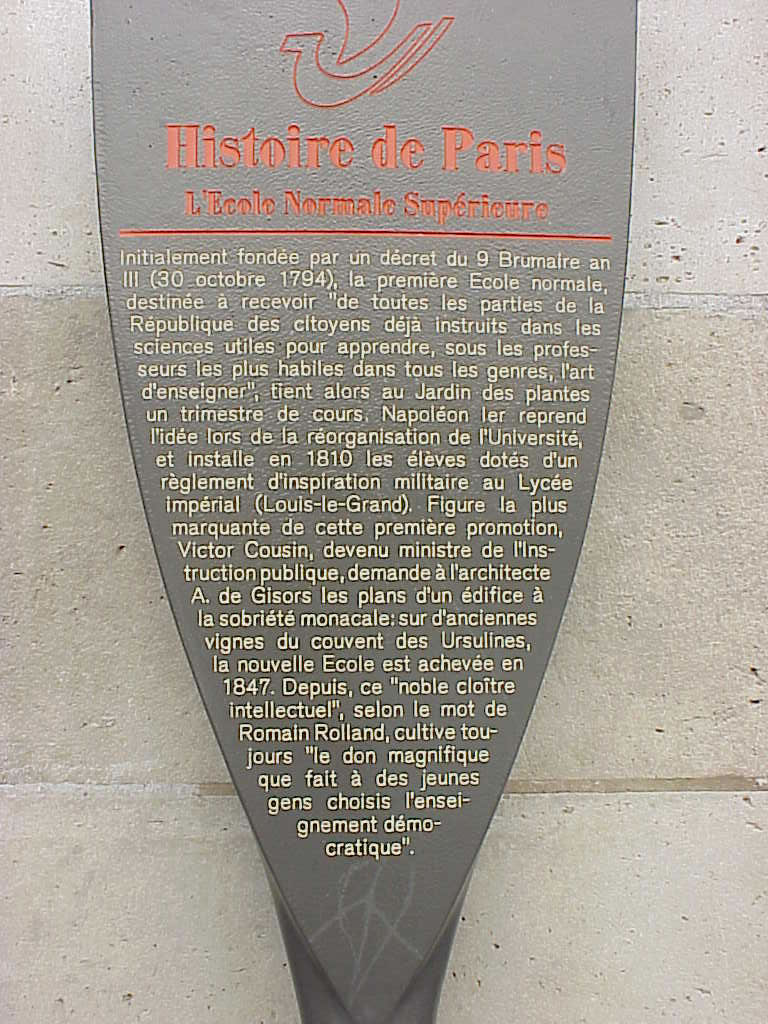 Histoire de Paris
L'Ecole Normale Supérieure
Initialement fondée par un décret du 9 Brumaire an
III (30 octobre 1794), la première Ecole normale,
destinée à recevoir "de toutes les parties de la
République des citoyens déjà instruits dans les
sciences utiles pour apprendre, sous les profes-
seurs les plus habiles dans tous les genres, l'art
d'enseigner", tient alors au Jardin des plantes
un trimestre de cours. Napoléon Ier reprend
l'idée lors de la réorganisation de l'Université,
et installe en 1810 les élèves dotés d'un
règlement d'inspiration militaire au Lycée
impérial (Louis-le-Grand). Figure la plus
marquante de cette première promotion,
Victor Cousin, devenu ministre de l'Ins-
truction publique, demande à l'architecte
A. de Gisors les plans d'un édifice à
la sobriété monacale: sur d'anciennes
vignes du couvent des Ursulines,
la nouvelle Ecole est achevée en
1847. Depuis, ce "noble cloître
intellectuel", selon le mot de
Romain Rolland, cultive tou-
jours "le don magnifique
que fait à des jeunes
gens choisis l'ensei-
gnement démo-
cratique".